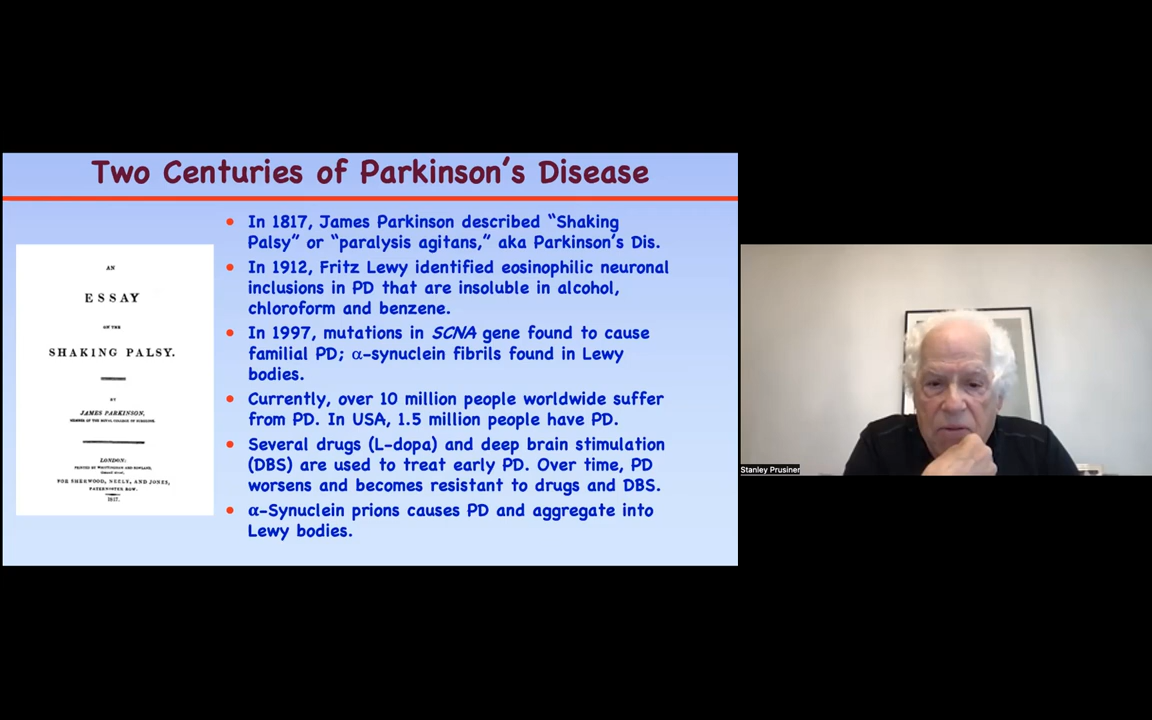 Two Centuries of Parkinson's Disease
AN
ESSAY
ON THE
SHAKING PALSY.
BY
JAMES PARKINSON,
MEMBER OF THE ROYAL COLLEGE OF SURGEONS.
LONDON:
PRINTED BY WHITTINGHAM AND ROWLAND,
FOR SHERWOOD, NEELY, AND JONES,
PATERNOSTER ROW.
1817.
• In 1817, James Parkinson described “Shaking
Palsy” or “paralysis agitans,” aka Parkinson's Dis.
• In 1912, Fritz Lewy identified eosinophilic neuronal
inclusions in PD that are insoluble in alcohol,
chloroform and benzene.
• In 1997, mutations in SCNA gene found to cause
familial PD; α-synuclein fibrils found in Lewy
bodies.
• Currently, over 10 million people worldwide suffer
from PD. In USA, 1.5 million people have PD.
• Several drugs (L-dopa) and deep brain stimulation
(DBS) are used to treat early PD. Over time, PD
worsens and becomes resistant to drugs and DBS.
• α-Synuclein prions causes PD and aggregate into
Lewy bodies.
Stanley Prusiner